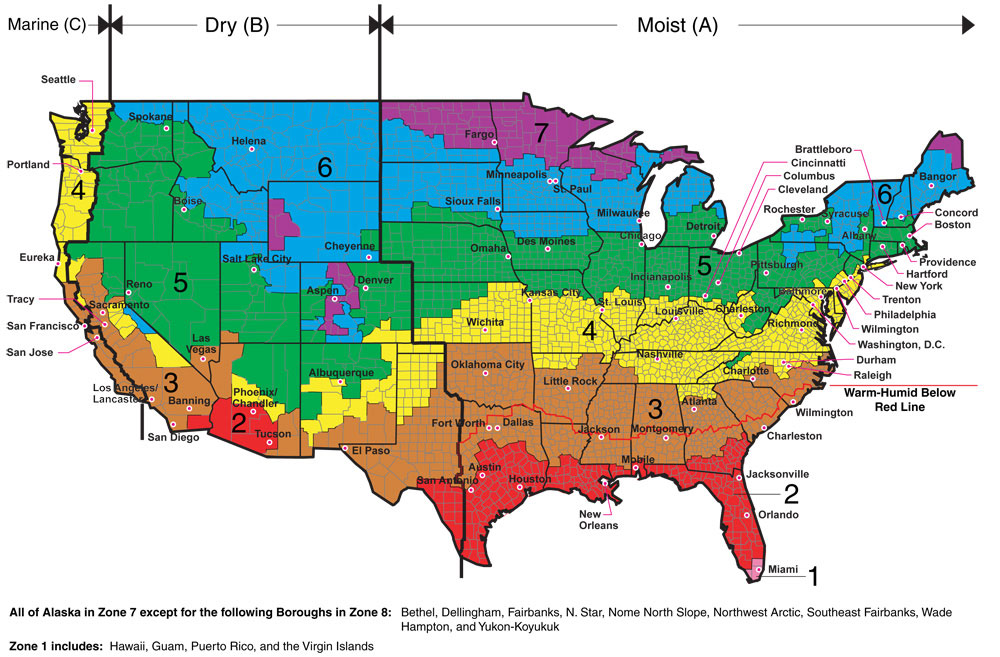 Marine (C) Dry (B) Moist (A)
Seattle
Spokane
Helena
Fargo
7
Brattleboro
Cincinnatti
Columbus
Cleveland
Portland
4
6
Minneapolis
St. Paul
6
Bangor
Boise
Sioux Falls
Milwaukee
Rochester
Syracuse
Concord
Boston
Albany
Detroit
Chicago
Eureka
Cheyenne
Omaha
Des Moines
Salt Lake City
5
Pittsburgh
Providence
Hartford
Reno
5
Denver
Aspen
Indicanapolis
New York
Trenton
Tracy
Sacramento
Kansas City
St. Louis
Louisville
Charleston
Baltimore
Philadelphia
San Francisco
Wichita
4
Richmond
Wilmington
San Jose
Las
Vegas
Nashville
Washington, D.C.
Durham
Raleigh
3
Albuquerque
Oklahoma City
Little Rock
Charlotte
Los Angeles/
Lancaster
Phoenix/
Chandler
Banning
2
3
Atlanta
Warm-Humid Below
Red Line
Wilmington
San Diego
Tucson
El Paso
Fort Worth
Dallas
Jackson
Montgomery
Charleston
Austin
San Antonio
Houston
Mobile
Jacksonville
2
New
Orleans
Orlando
Miami
1
All of Alaska in Zone 7 except for the following Boroughs in Zone 8: Bethel, Dellingham, Fairbanks, N. Star, Nome North Slope, Northwest Arctic, Southeast Fairbanks, Wade
Hampton, and Yukon-Koyukuk
Zone 1 includes: Hawaii, Guam, Puerto Rico, and the Virgin Islands